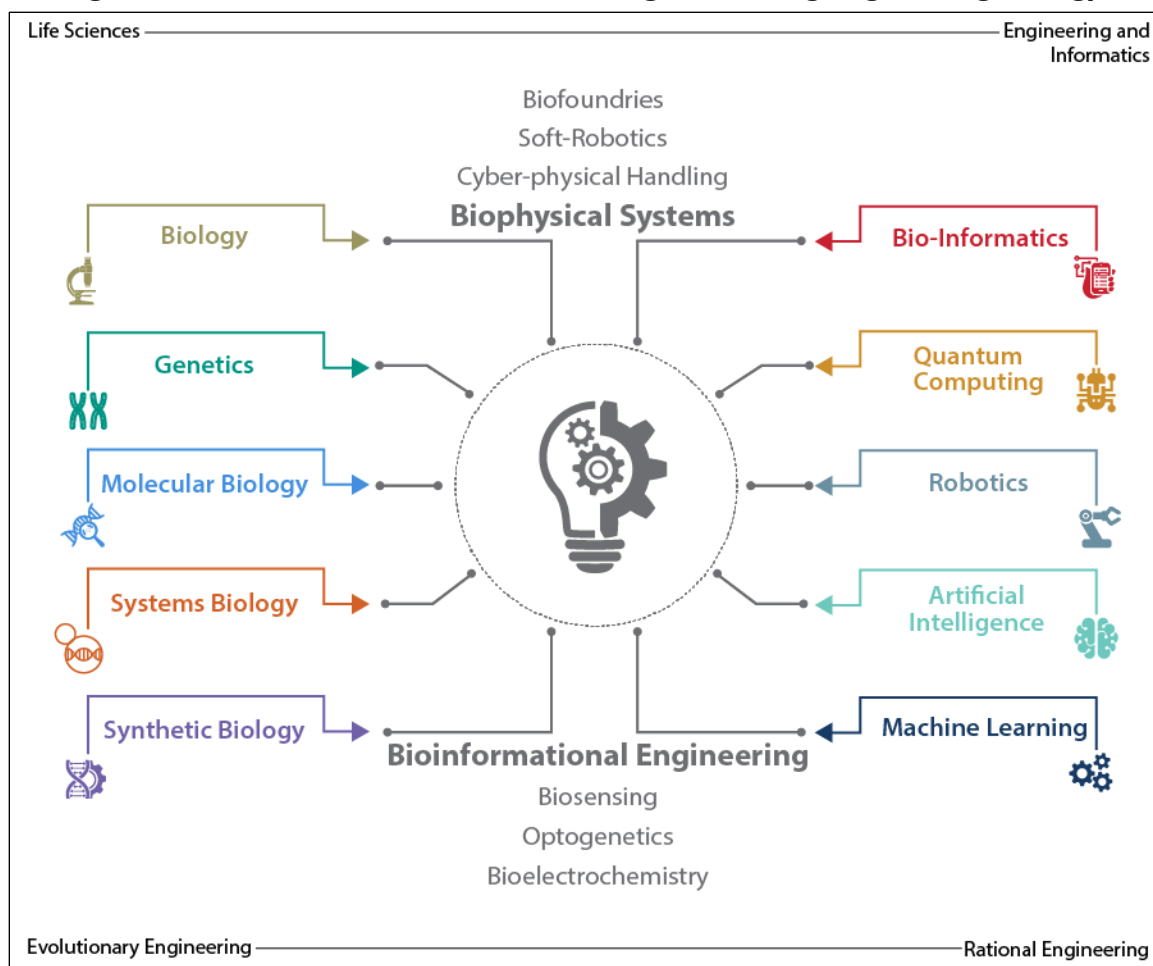 Life Sciences
Engineering and
Informatics
Biofoundries
Soft-Robotics
Cyber-physical Handling
Biophysical Systems
Biology
Bio-Informatics
Genetics
Quantum
Computing
Molecular Biology
Robotics
Systems Biology
Artificial
Intelligence
Synthetic Biology
Machine Learning
Bioinformational Engineering
Biosensing
Optogenetics
Bioelectrochemistry
Evolutionary Engineering
Rational Engineering